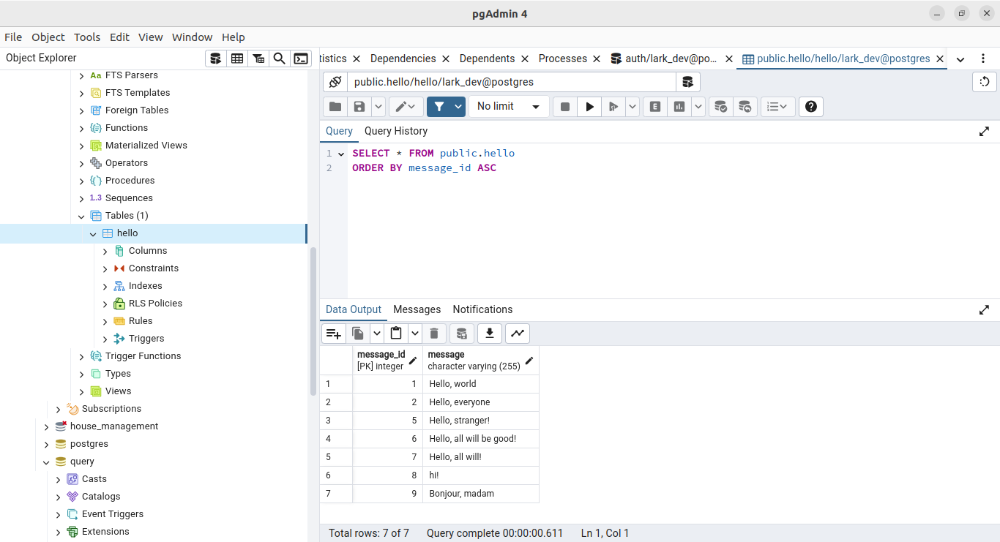 pgAdmin 4
File Object Tools Edit View Window Help
Object Explorer
tistics Dependencies Dependents Processes auth/lark_dev@po... public.hello/hello/lark_dev@postgres
Aa FTS Parsers
FTS Templates
Foreign Tables
Functions
Materialized Views
Operators
Procedures
1..3 Sequences
Tables (1)
hello
Columns
Constraints
Indexes
RLS Policies
Rules
Triggers
Trigger Functions
Types
Views
Subscriptions
house_management
postgres
query
Casts
Catalogs
Event Triggers
Extensions
public.hello/hello/lark_dev@postgres
No limit E
Query Query History
1 SELECT * FROM public.hello
2 ORDER BY message_id ASC
Data Output Messages Notifications
message_id message
[PK] integer character varying (255)
1 1 Hello, world
2 2 Hello, everyone
3 5 Hello, stranger!
4 6 Hello, all will be good!
5 7 Hello, all will!
6 8 hi!
7 9 Bonjour, madam
Total rows: 7 of 7 Query complete 00:00:00.611 Ln 1, Col 1